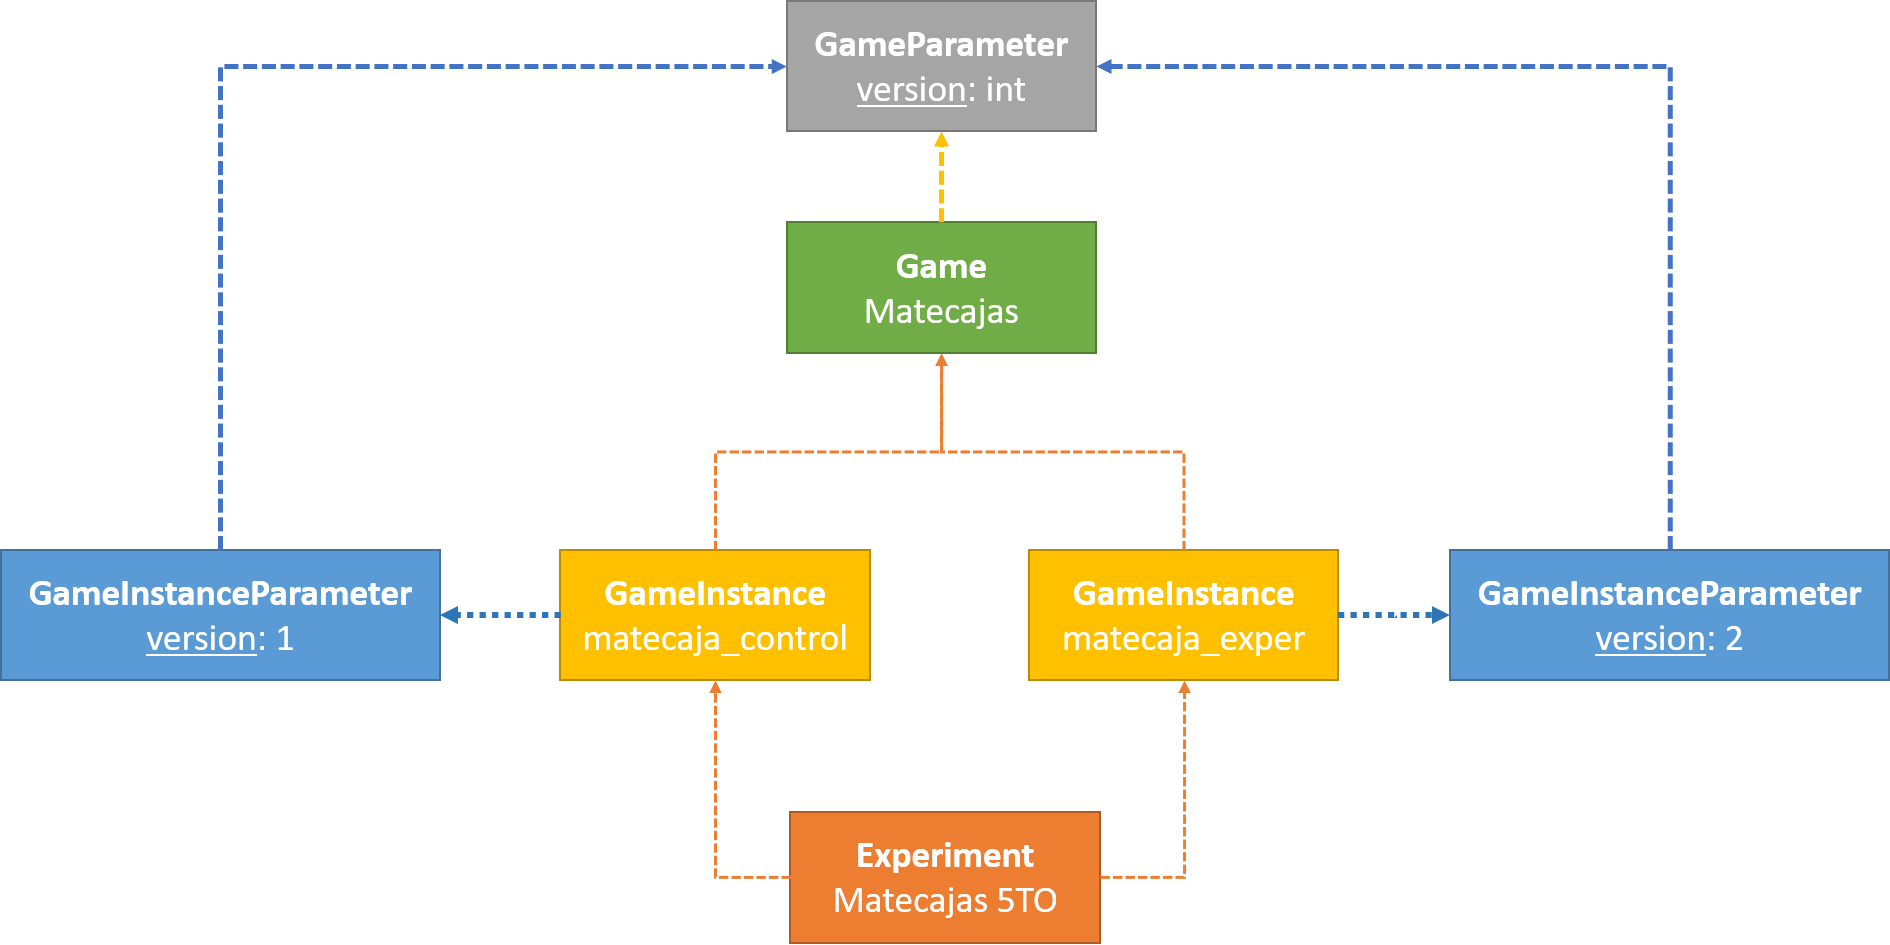 GameParameter
version: int
Game
Matecajas
GameInstanceParameter
version: 1
GameInstance
matecaja_control
GameInstance
matecaja_exper
GameInstanceParameter
version: 2
Experiment
Matecajas 5TO